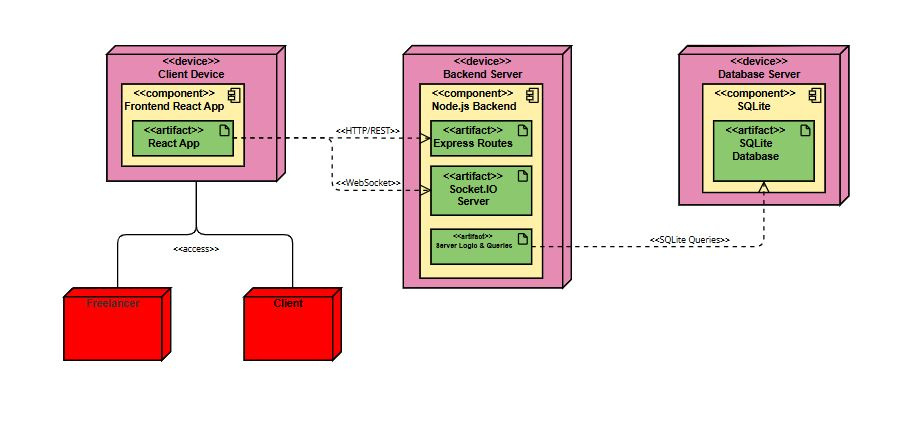 <<device>>
Client Device
<<component>>
Frontend React App
<<artifact>>
React App
<<HTTP/REST>>
<<WebSocket>>
<<device>>
Backend Server
<<component>>
Node.js Backend
<<artifact>>
Express Routes
<<artifact>>
Socket.IO
Server
<<artifact>>
Server Logic & Queries
<<SQLite Queries>>
<<device>>
Database Server
<<component>>
SQLite
<<artifact>>
SQLite
Database
<<access>>
Freelancer
Client